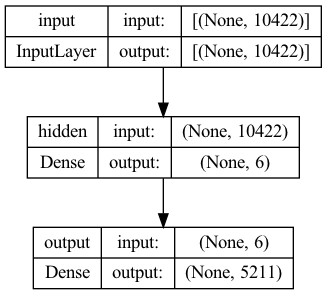 input input: [(None, 10422)]
InputLayer output: [(None, 10422)]
hidden input: (None, 10422)
Dense output: (None, 6)
output input: (None, 6)
Dense output: (None, 5211)